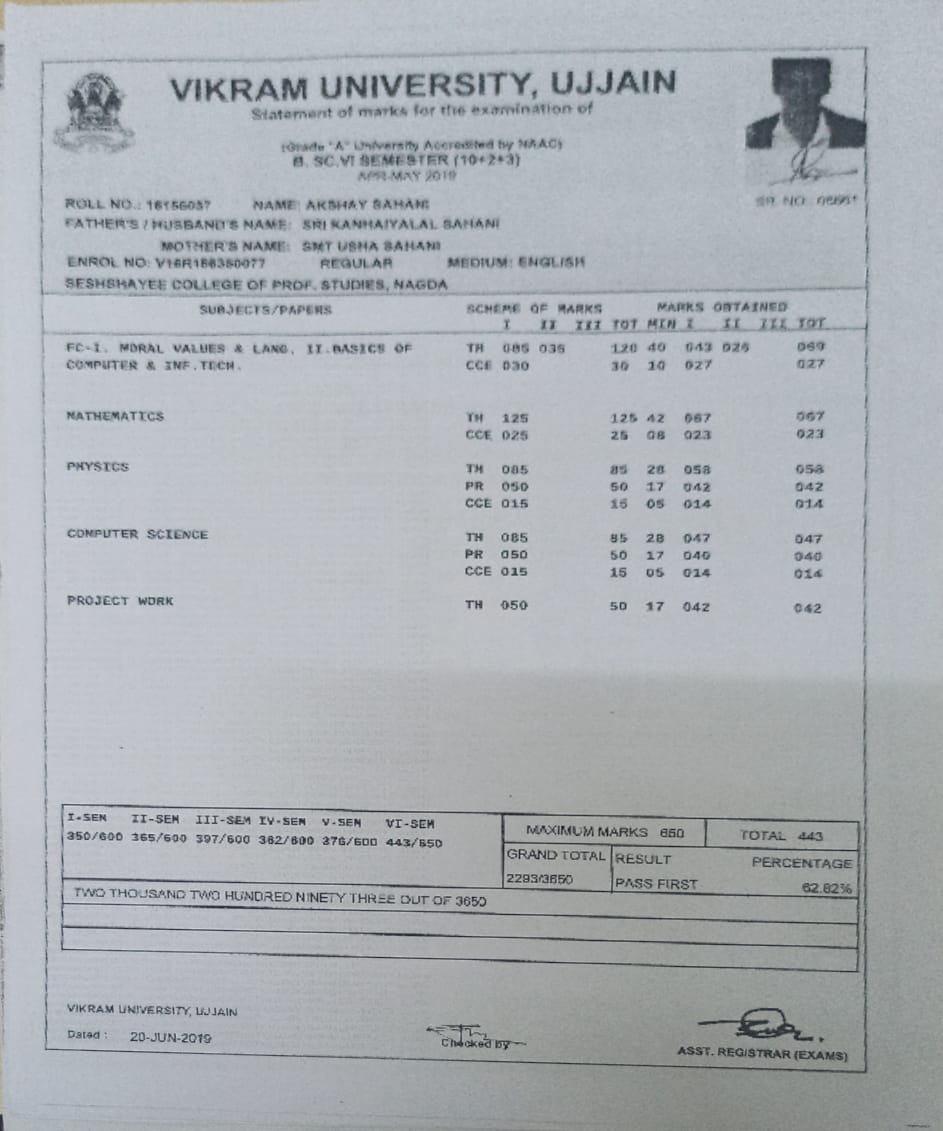 VIKRAM UNIVERSITY, UJJAIN
Statement of marks for the examination of
(Grade "A" University Accredited by NAAC)
B. SC.VI SEMESTER (10+2+3)
APR-MAY 2019
ROLL NO.: 16156037 NAME: AKSHAY SAHANI
SR. NO.
FATHER'S / HUSBAND'S NAME: SRI KANHAIYALAL SAHANI
MOTHER'S NAME: SMT USHA SAHANI
ENROL NO: V16R156350077 REGULAR MEDIUM: ENGLISH
SESHSHAYEE COLLEGE OF PROF. STUDIES, NAGDA
SUBJECTS/PAPERS SCHEME OF MARKS MARKS OBTAINED
I II III TOT MIN I II III TOT
FC-I. MORAL VALUES & LANG. II.BASICS OF TH 085 035 120 40 043 026 069
COMPUTER & INF.TECH. CCE 030 30 10 027 027
MATHEMATICS TH 125 125 42 067 067
CCE 025 25 08 023 023
PHYSICS TH 085 85 28 058 058
PR 050 50 17 042 042
CCE 015 15 05 014 014
COMPUTER SCIENCE TH 085 85 28 047 047
PR 050 50 17 040 040
CCE 015 15 05 014 014
PROJECT WORK TH 050 50 17 042 042
I-SEM II-SEM III-SEM IV-SEM V-SEM VI-SEM
350/600 365/600 397/600 362/600 376/600 443/650
MAXIMUM MARKS 650 TOTAL 443
GRAND TOTAL RESULT PERCENTAGE
2293/3650 PASS FIRST 62.82%
TWO THOUSAND TWO HUNDRED NINETY THREE OUT OF 3650
VIKRAM UNIVERSITY, UJJAIN
Dated : 20-JUN-2019
Checked by
ASST. REGISTRAR (EXAMS)